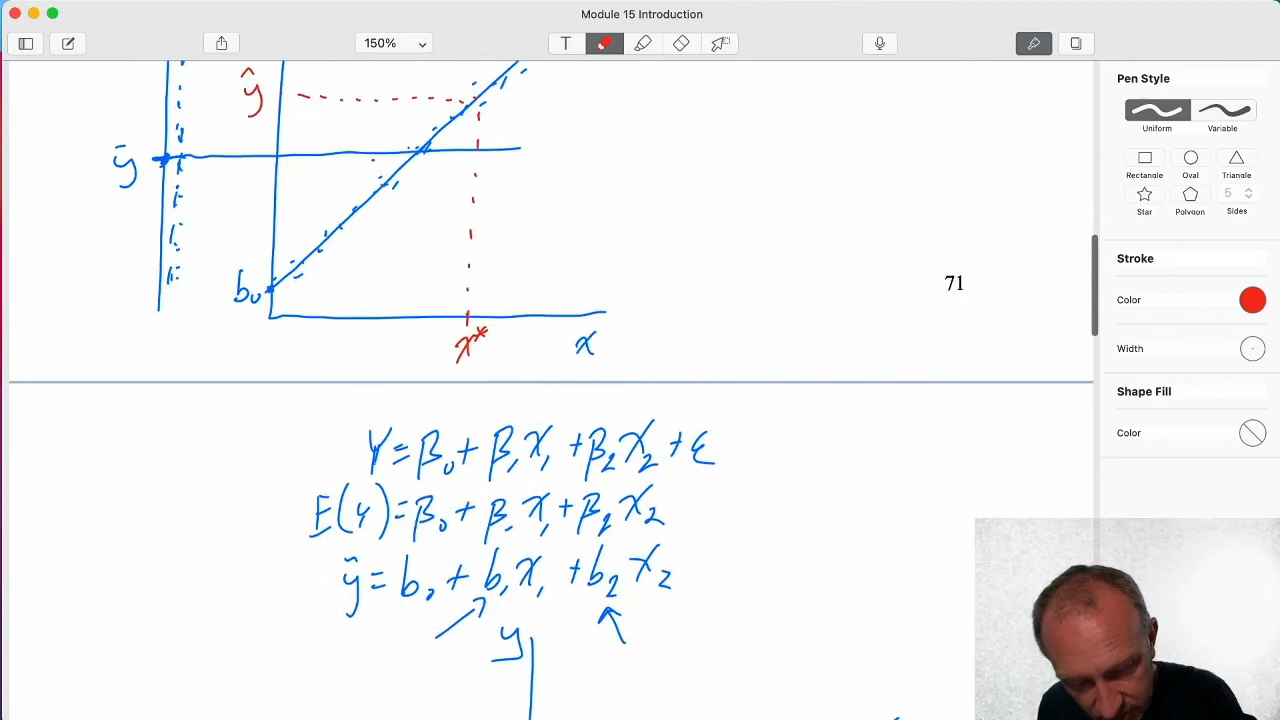 Module 15 Introduction
150%
T
Pen Style
Uniform
Variable
Rectangle
Oval
Triangle
5
Star
Polygon
Sides
Stroke
Color
Width
Shape Fill
Color
ŷ
ȳ
b₀
71
x*
x
Y = β₀ + β₁x₁ + β₂x₂ + ε
E(y) = β₀ + β₁x₁ + β₂x₂
ŷ = b₀ + b₁x₁ + b₂x₂
y